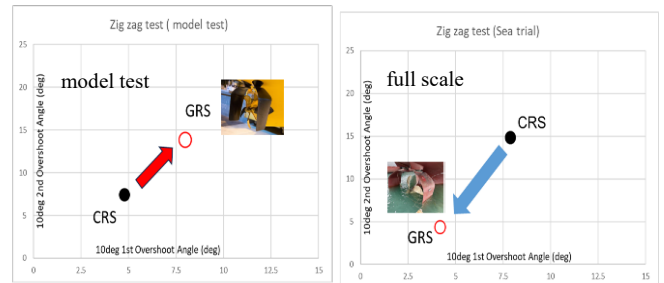 Zig zag test ( model test)
25
20
15
10
5
0
10deg 2nd Overshoot Angle (deg)
model test
GRS
CRS
10deg 1st Overshoot Angle (deg)
0
2.5
5
7.5
10
12.5
15
Zig zag test (Sea trial)
25
20
15
10
5
0
10deg 2nd Overshoot Angle (deg)
full scale
CRS
GRS
10deg 1st Overshoot Angle (deg)
0
2.5
5
7.5
10
12.5
15